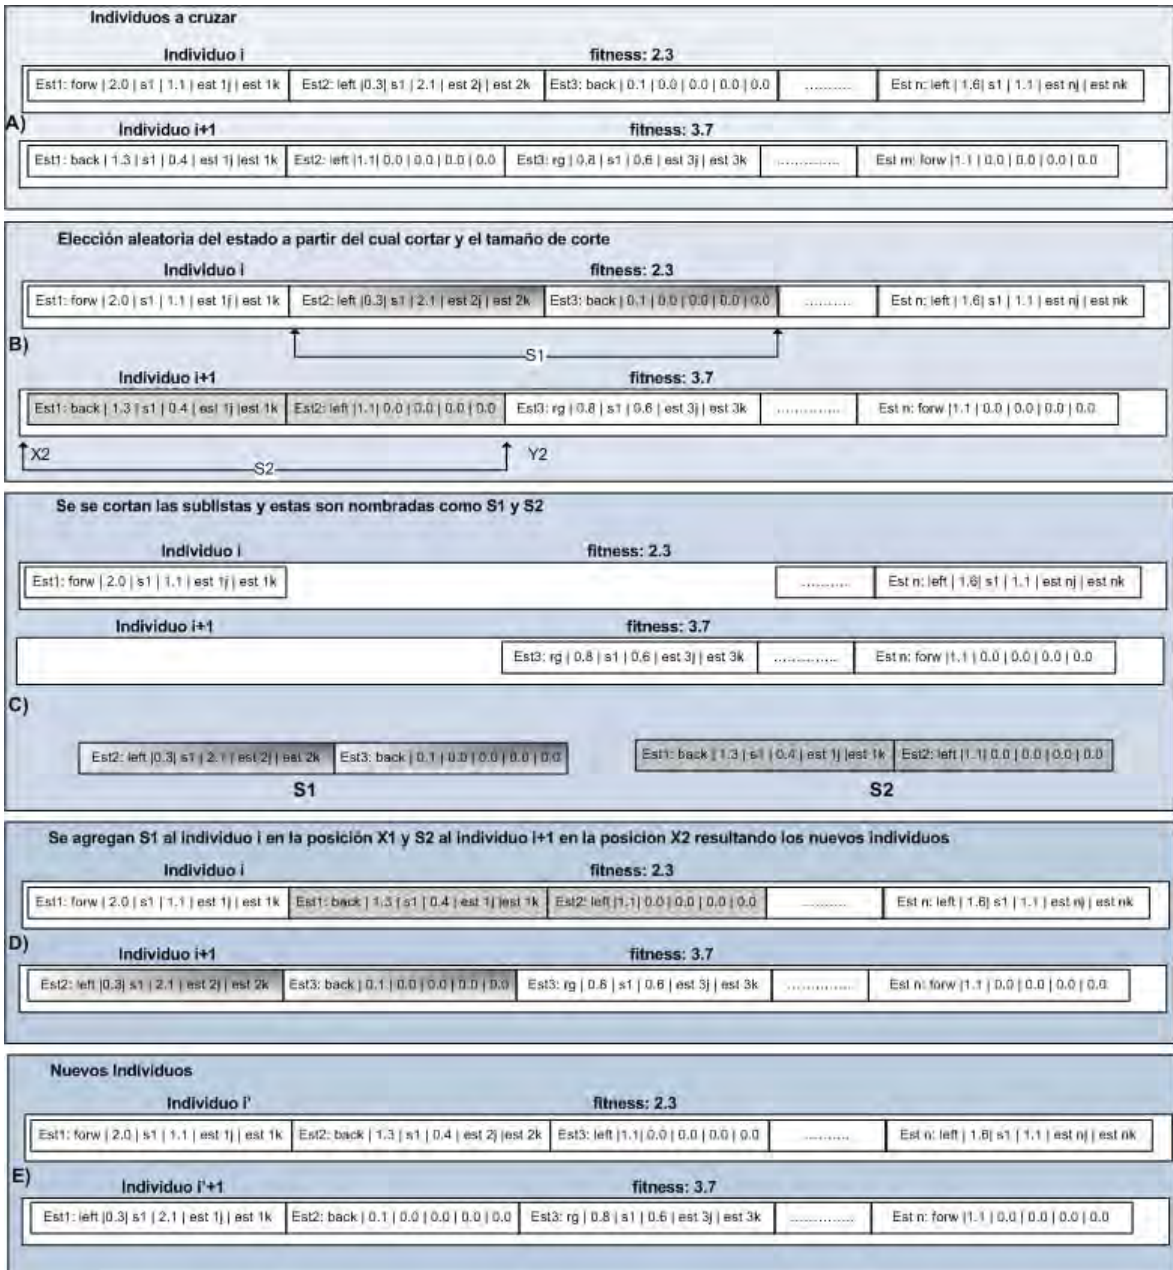 Individuos a cruzar
Individuo i fitness: 2.3
Est1: forw | 2.0 | s1 | 1.1 | est 1j | est 1k Est2: left |0.3| s1 | 2.1 | est 2j | est 2k Est3: back | 0.1 | 0.0 | 0.0 | 0.0 | 0.0 ........... Est n: left | 1.6| s1 | 1.1 | est nj | est nk
A)
Individuo i+1 fitness: 3.7
Est1: back | 1.3 | s1 | 0.4 | est 1j |est 1k Est2: left |1.1| 0.0 | 0.0 | 0.0 | 0.0 Est3: rg | 0.8 | s1 | 0.6 | est 3j | est 3k .............. Est m: forw |1.1 | 0.0 | 0.0 | 0.0 | 0.0
Elección aleatoria del estado a partir del cual cortar y el tamaño de corte
Individuo i fitness: 2.3
Est1: forw | 2.0 | s1 | 1.1 | est 1j | est 1k Est2: left |0.3| s1 | 2.1 | est 2j | est 2k Est3: back | 0.1 | 0.0 | 0.0 | 0.0 | 0.0 ........... Est n: left | 1.6| s1 | 1.1 | est nj | est nk
B)
S1
Individuo i+1 fitness: 3.7
Est1: back | 1.3 | s1 | 0.4 | est 1j |est 1k Est2: left |1.1| 0.0 | 0.0 | 0.0 | 0.0 Est3: rg | 0.8 | s1 | 0.6 | est 3j | est 3k .............. Est n: forw |1.1 | 0.0 | 0.0 | 0.0 | 0.0
X2 S2 Y2
Se se cortan las sublistas y estas son nombradas como S1 y S2
Individuo i fitness: 2.3
Est1: forw | 2.0 | s1 | 1.1 | est 1j | est 1k ........... Est n: left | 1.6| s1 | 1.1 | est nj | est nk
Individuo i+1 fitness: 3.7
Est3: rg | 0.8 | s1 | 0.6 | est 3j | est 3k .............. Est n: forw |1.1 | 0.0 | 0.0 | 0.0 | 0.0
C)
Est2: left |0.3| s1 | 2.1 | est 2j | est 2k Est3: back | 0.1 | 0.0 | 0.0 | 0.0 | 0.0 Est1: back | 1.3 | s1 | 0.4 | est 1j |est 1k Est2: left |1.1| 0.0 | 0.0 | 0.0 | 0.0
S1 S2
Se agregan S1 al individuo i en la posición X1 y S2 al individuo i+1 en la posicion X2 resultando los nuevos individuos
Individuo i fitness: 2.3
Est1: forw | 2.0 | s1 | 1.1 | est 1j | est 1k Est1: back | 1.3 | s1 | 0.4 | est 1j |est 1k Est2: left |1.1| 0.0 | 0.0 | 0.0 | 0.0 ........... Est n: left | 1.6| s1 | 1.1 | est nj | est nk
D)
Individuo i+1 fitness: 3.7
Est2: left |0.3| s1 | 2.1 | est 2j | est 2k Est3: back | 0.1 | 0.0 | 0.0 | 0.0 | 0.0 Est3: rg | 0.8 | s1 | 0.6 | est 3j | est 3k .............. Est n: forw |1.1 | 0.0 | 0.0 | 0.0 | 0.0
Nuevos Individuos
Individuo i' fitness: 2.3
Est1: forw | 2.0 | s1 | 1.1 | est 1j | est 1k Est2: back | 1.3 | s1 | 0.4 | est 2j |est 2k Est3: left |1.1| 0.0 | 0.0 | 0.0 | 0.0 ........... Est n: left | 1.6| s1 | 1.1 | est nj | est nk
E)
Individuo i'+1 fitness: 3.7
Est1: left |0.3| s1 | 2.1 | est 1j | est 1k Est2: back | 0.1 | 0.0 | 0.0 | 0.0 | 0.0 Est3: rg | 0.8 | s1 | 0.6 | est 3j | est 3k .............. Est n: forw |1.1 | 0.0 | 0.0 | 0.0 | 0.0